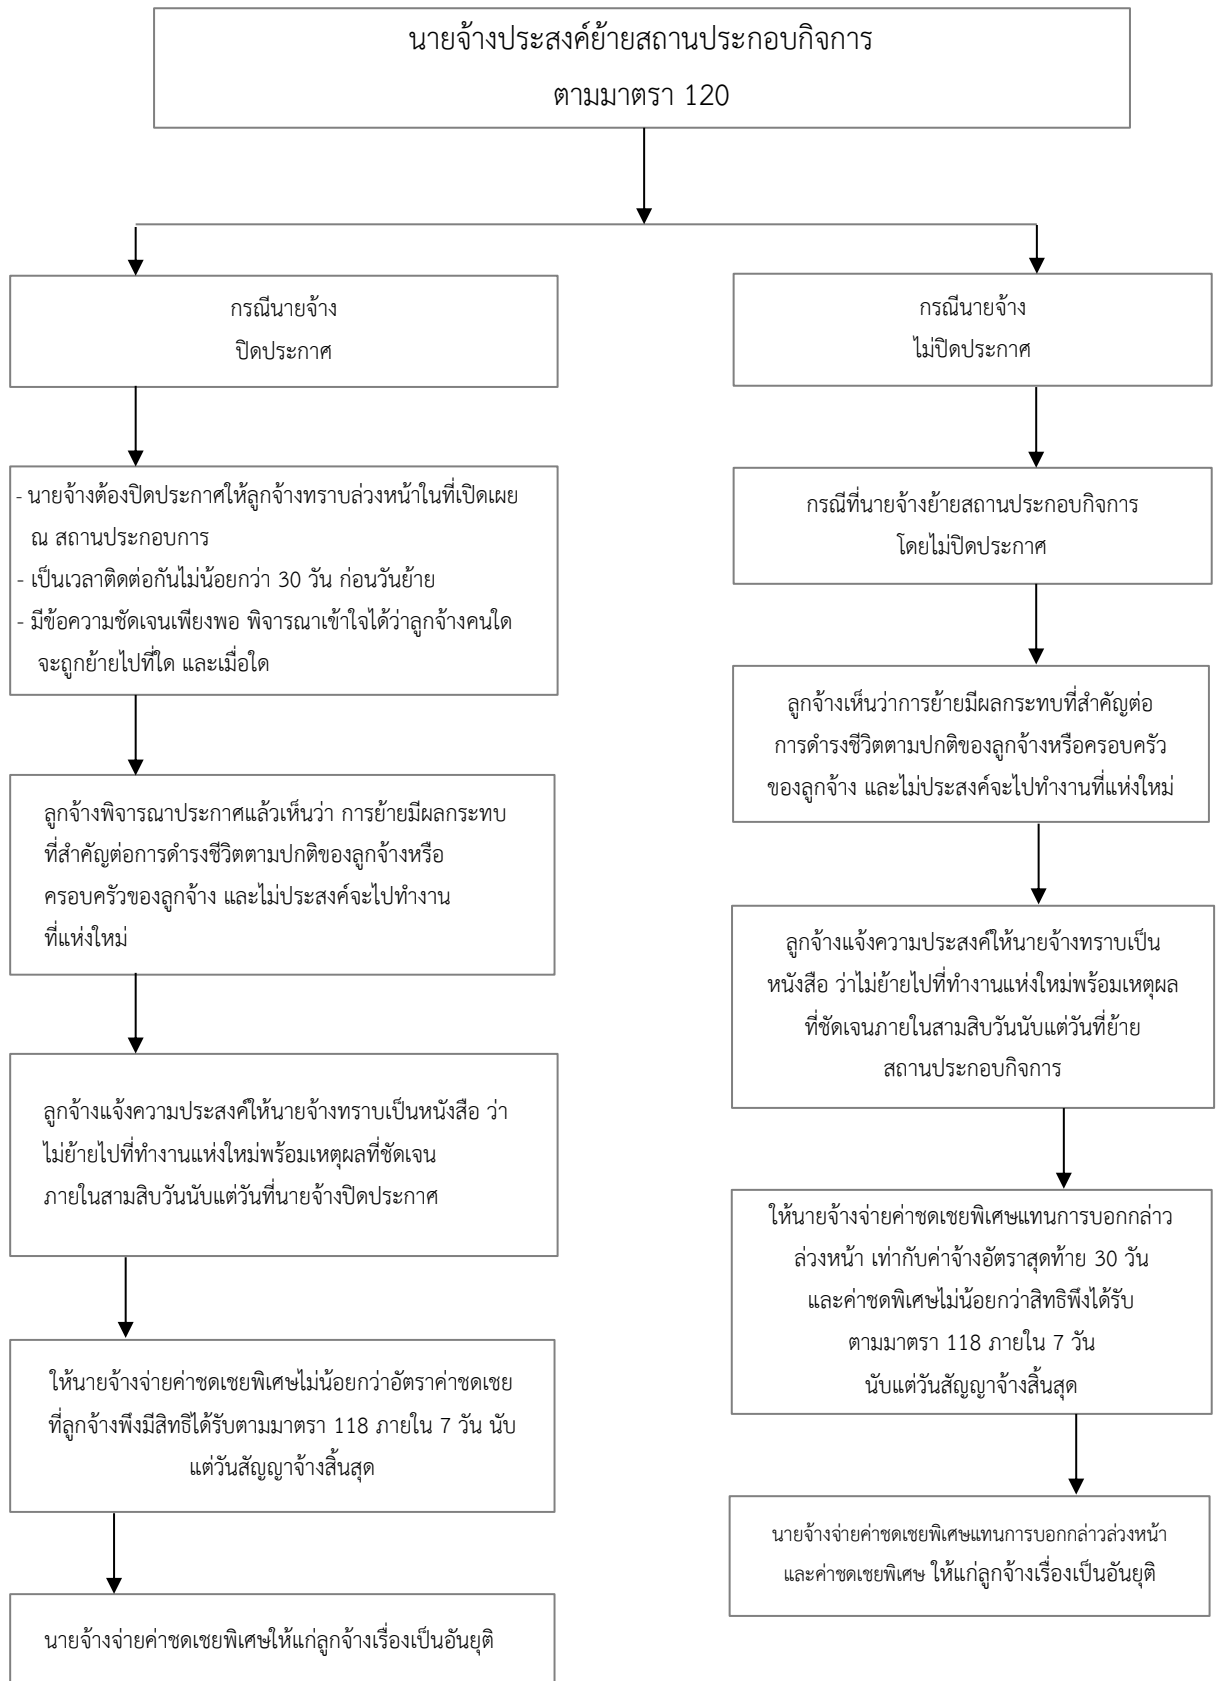 นายจ้างประสงค์ย้ายสถานประกอบกิจการ
ตามมาตรา 120
กรณีนายจ้าง
ปิดประกาศ
- นายจ้างต้องปิดประกาศให้ลูกจ้างทราบล่วงหน้าในที่เปิดเผย
ณ สถานประกอบการ
- เป็นเวลาติดต่อกันไม่น้อยกว่า 30 วัน ก่อนวันย้าย
- มีข้อความชัดเจนเพียงพอ พิจารณาเข้าใจได้ว่าลูกจ้างคนใด
จะถูกย้ายไปที่ใด และเมื่อใด
ลูกจ้างพิจารณาประกาศแล้วเห็นว่า การย้ายมีผลกระทบ
ที่สำคัญต่อการดำรงชีวิตตามปกติของลูกจ้างหรือ
ครอบครัวของลูกจ้าง และไม่ประสงค์จะไปทำงาน
ที่แห่งใหม่
ลูกจ้างแจ้งความประสงค์ให้นายจ้างทราบเป็นหนังสือ ว่า
ไม่ย้ายไปที่ทำงานแห่งใหม่พร้อมเหตุผลที่ชัดเจน
ภายในสามสิบวันนับแต่วันที่นายจ้างปิดประกาศ
ให้นายจ้างจ่ายค่าชดเชยพิเศษไม่น้อยกว่าอัตราค่าชดเชย
ที่ลูกจ้างพึงมีสิทธิได้รับตามมาตรา 118 ภายใน 7 วัน นับ
แต่วันสัญญาจ้างสิ้นสุด
นายจ้างจ่ายค่าชดเชยพิเศษให้แก่ลูกจ้างเรื่องเป็นอันยุติ
กรณีนายจ้าง
ไม่ปิดประกาศ
กรณีที่นายจ้างย้ายสถานประกอบกิจการ
โดยไม่ปิดประกาศ
ลูกจ้างเห็นว่าการย้ายมีผลกระทบที่สำคัญต่อ
การดำรงชีวิตตามปกติของลูกจ้างหรือครอบครัว
ของลูกจ้าง และไม่ประสงค์จะไปทำงานที่แห่งใหม่
ลูกจ้างแจ้งความประสงค์ให้นายจ้างทราบเป็น
หนังสือ ว่าไม่ย้ายไปที่ทำงานแห่งใหม่พร้อมเหตุผล
ที่ชัดเจนภายในสามสิบวันนับแต่วันที่ย้าย
สถานประกอบกิจการ
ให้นายจ้างจ่ายค่าชดเชยพิเศษแทนการบอกกล่าว
ล่วงหน้า เท่ากับค่าจ้างอัตราสุดท้าย 30 วัน
และค่าชดพิเศษไม่น้อยกว่าสิทธิพึงได้รับ
ตามมาตรา 118 ภายใน 7 วัน
นับแต่วันสัญญาจ้างสิ้นสุด
นายจ้างจ่ายค่าชดเชยพิเศษแทนการบอกกล่าวล่วงหน้า
และค่าชดเชยพิเศษ ให้แก่ลูกจ้างเรื่องเป็นอันยุติ